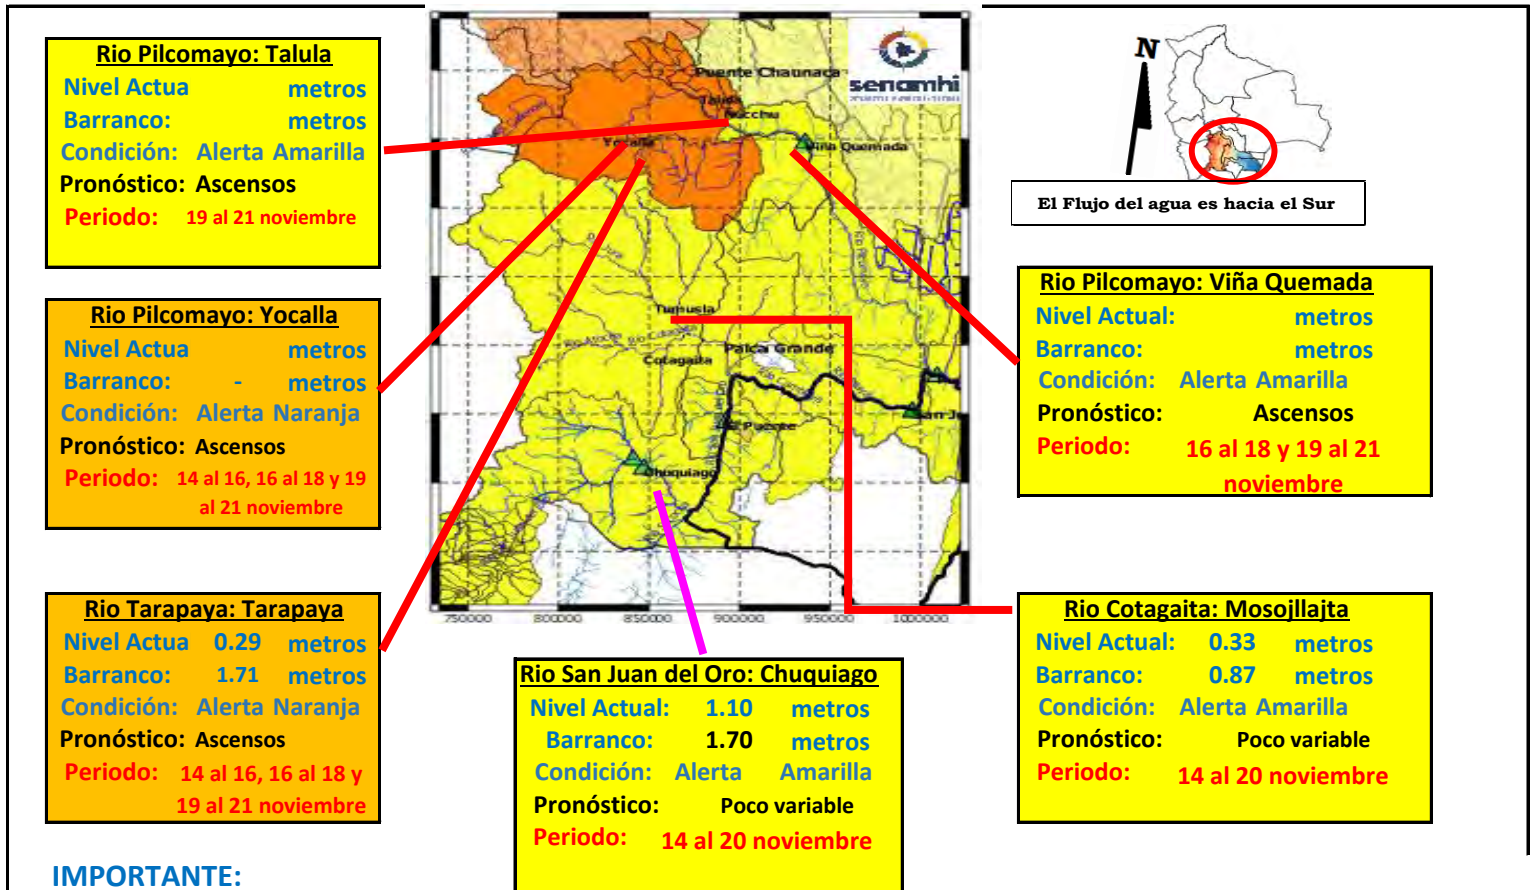 Rio Pilcomayo: Talula
Nivel Actua metros
Barranco: metros
Condición: Alerta Amarilla
Pronóstico: Ascensos
Periodo: 19 al 21 noviembre
Rio Pilcomayo: Yocalla
Nivel Actua metros
Barranco: - metros
Condición: Alerta Naranja
Pronóstico: Ascensos
Periodo: 14 al 16, 16 al 18 y 19
al 21 noviembre
Rio Tarapaya: Tarapaya
Nivel Actua 0.29 metros
Barranco: 1.71 metros
Condición: Alerta Naranja
Pronóstico: Ascensos
Periodo: 14 al 16, 16 al 18 y
19 al 21 noviembre
IMPORTANTE:
senamhi
Puente Chaunaca
Talula
Nucchu
Yocalla
Viña Quemada
Tumusla
Cotagaita
Palca Grande
El Puente
Chuquiago
San J
750000 800000 850000 900000 950000 1000000
Rio San Juan del Oro: Chuquiago
Nivel Actual: 1.10 metros
Barranco: 1.70 metros
Condición: Alerta Amarilla
Pronóstico: Poco variable
Periodo: 14 al 20 noviembre
N
El Flujo del agua es hacia el Sur
Rio Pilcomayo: Viña Quemada
Nivel Actual: metros
Barranco: metros
Condición: Alerta Amarilla
Pronóstico: Ascensos
Periodo: 16 al 18 y 19 al 21
noviembre
Rio Cotagaita: Mosojllajta
Nivel Actual: 0.33 metros
Barranco: 0.87 metros
Condición: Alerta Amarilla
Pronóstico: Poco variable
Periodo: 14 al 20 noviembre